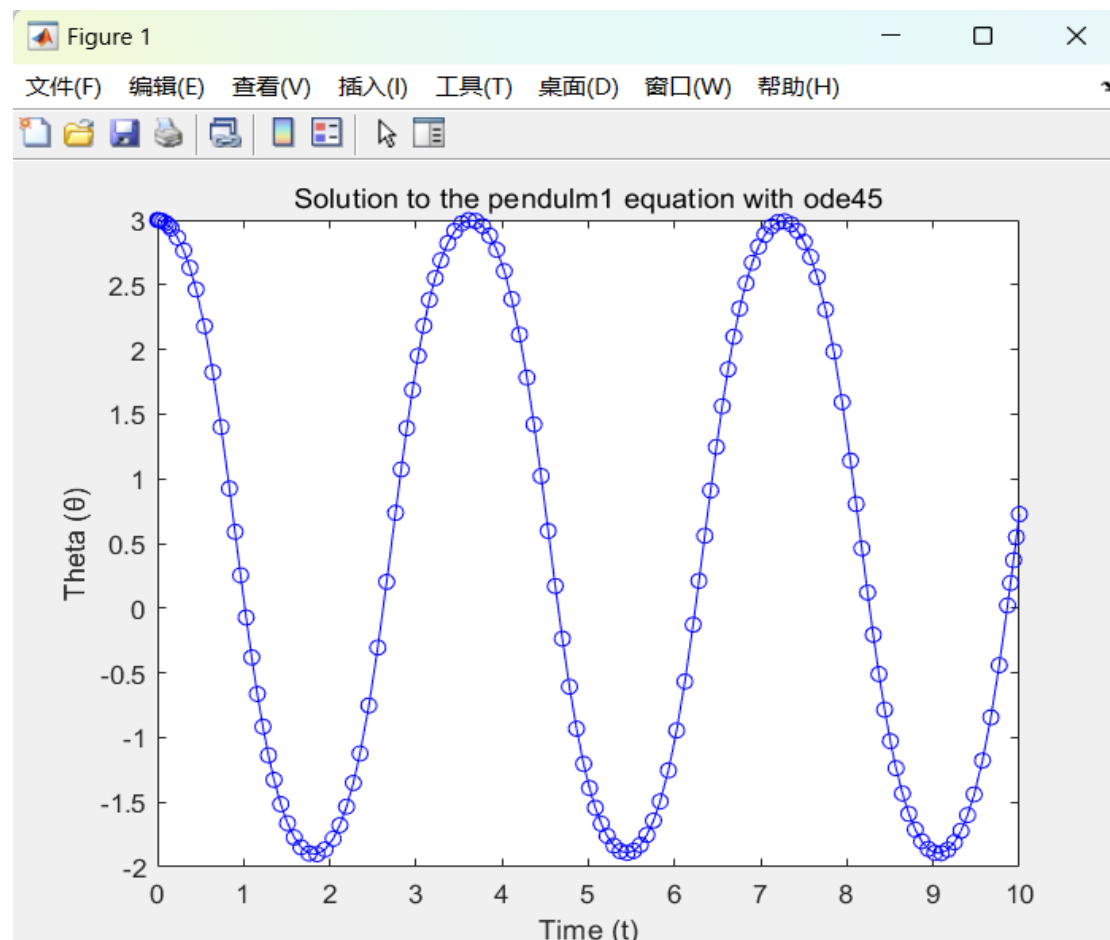 Figure 1
文件(F) 编辑(E) 查看(V) 插入(I) 工具(T) 桌面(D) 窗口(W) 帮助(H)
Solution to the pendulm1 equation with ode45
3
2.5
2
1.5
1
0.5
0
-0.5
-1
-1.5
-2
Theta (θ)
0 1 2 3 4 5 6 7 8 9 10
Time (t)